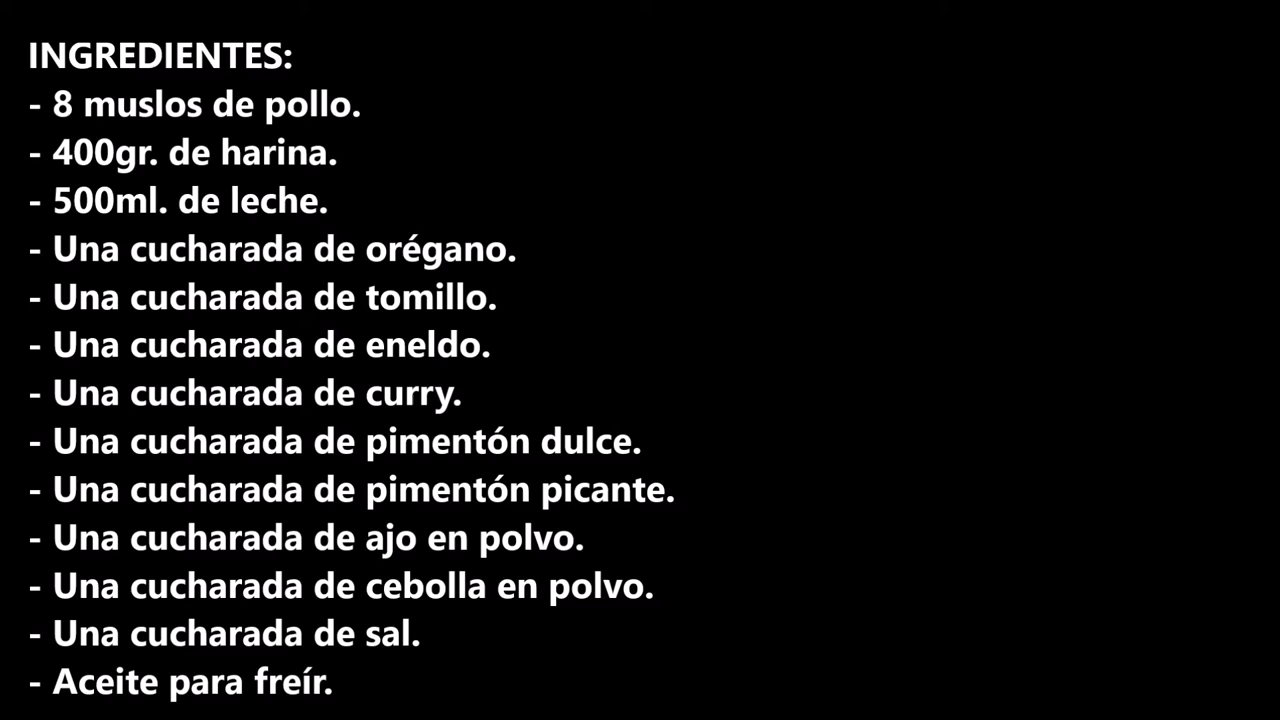 INGREDIENTES:
- 8 muslos de pollo.
- 400gr. de harina.
- 500ml. de leche.
- Una cucharada de orégano.
- Una cucharada de tomillo.
- Una cucharada de eneldo.
- Una cucharada de curry.
- Una cucharada de pimentón dulce.
- Una cucharada de pimentón picante.
- Una cucharada de ajo en polvo.
- Una cucharada de cebolla en polvo.
- Una cucharada de sal.
- Aceite para freír.